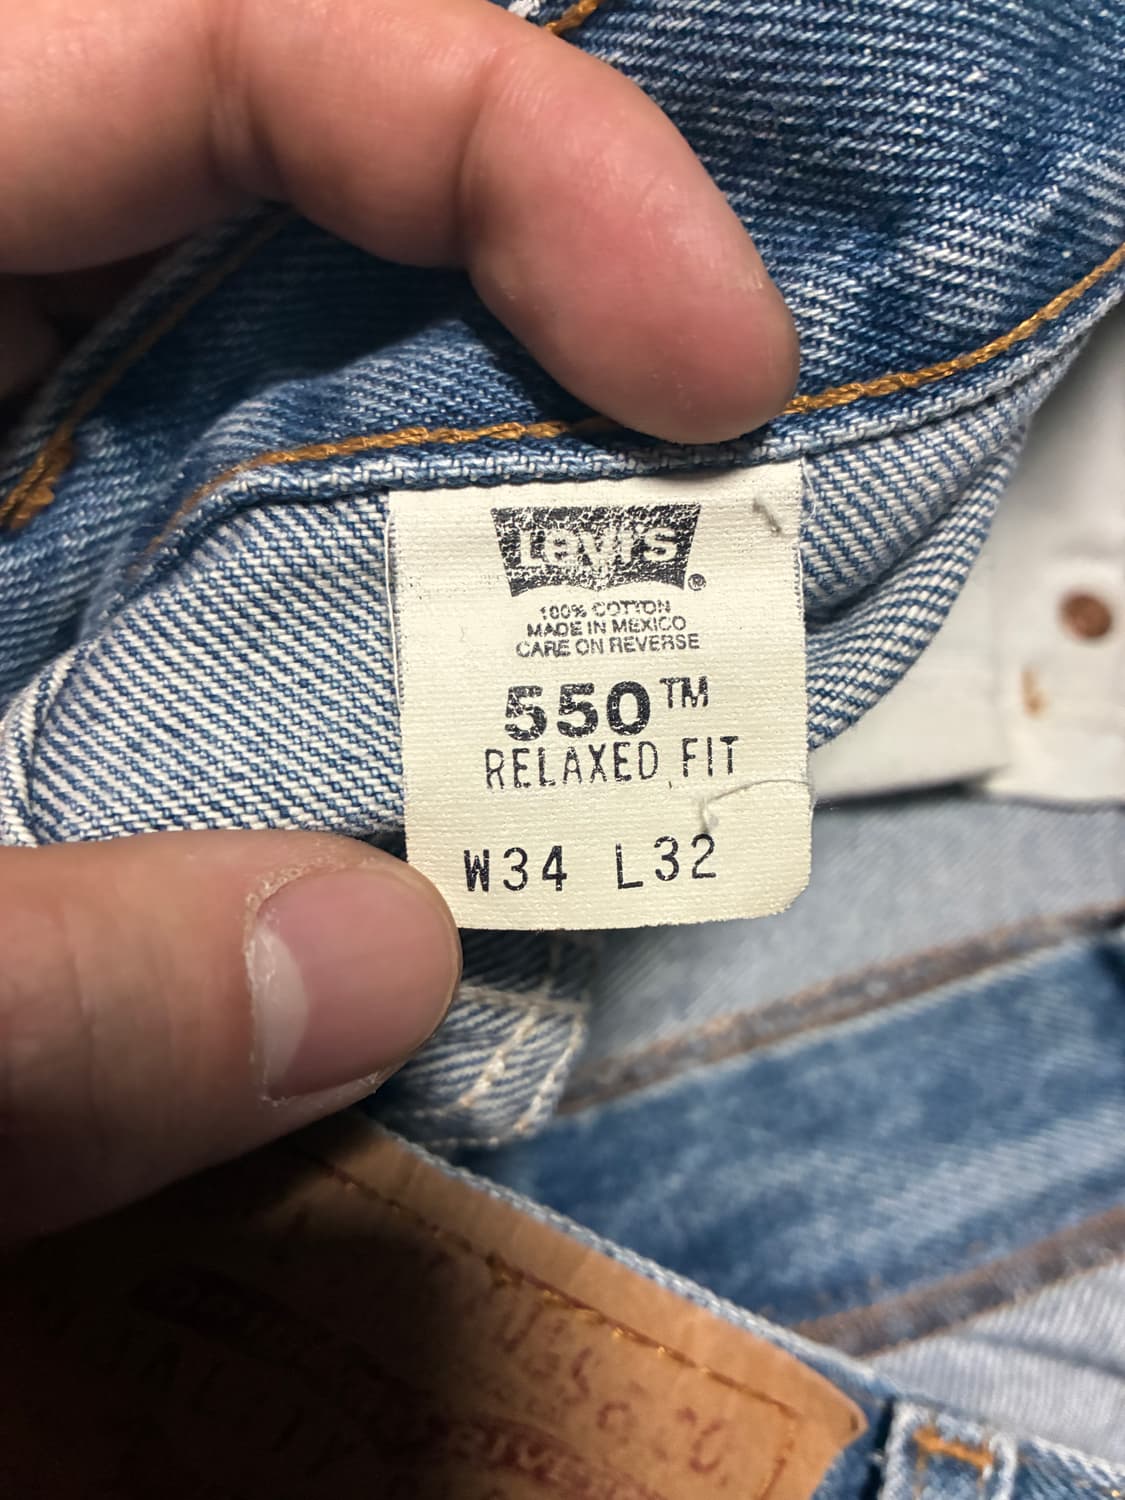 Levi's®
100% COTTON
MADE IN MEXICO
CARE ON REVERSE
550™
RELAXED FIT
W34 L32